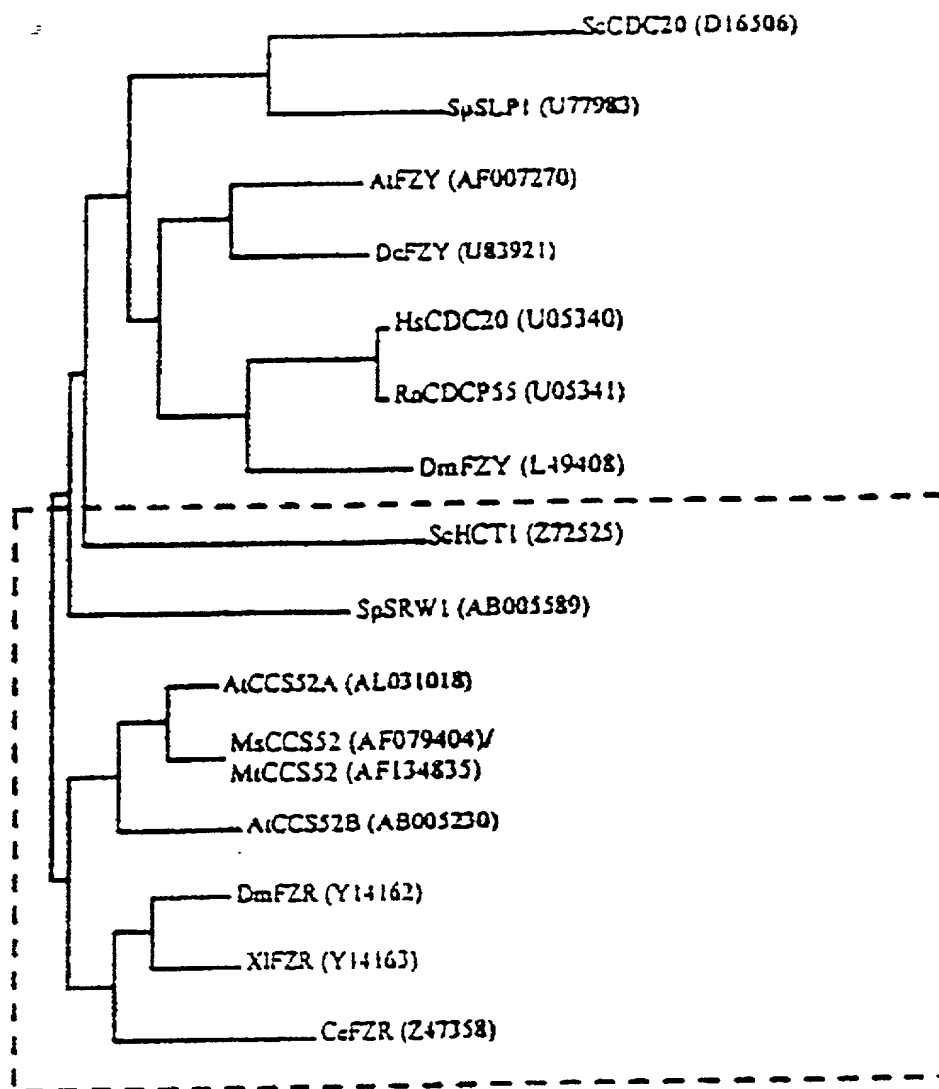 ScCDC20 (D16506)
SpSLP1 (U77983)
AtFZY (AF007270)
DcFZY (U83921)
HsCDC20 (U05340)
RnCDCP55 (U05341)
DmFZY (L49408)
ScHCT1 (Z72525)
SpSRW1 (AB005589)
AtCCS52A (AL031018)
MsCCS52 (AF079404)/
MtCCS52 (AF134835)
AtCCS52B (AB005230)
DmFZR (Y14162)
XlFZR (Y14163)
CeFZR (Z47358)